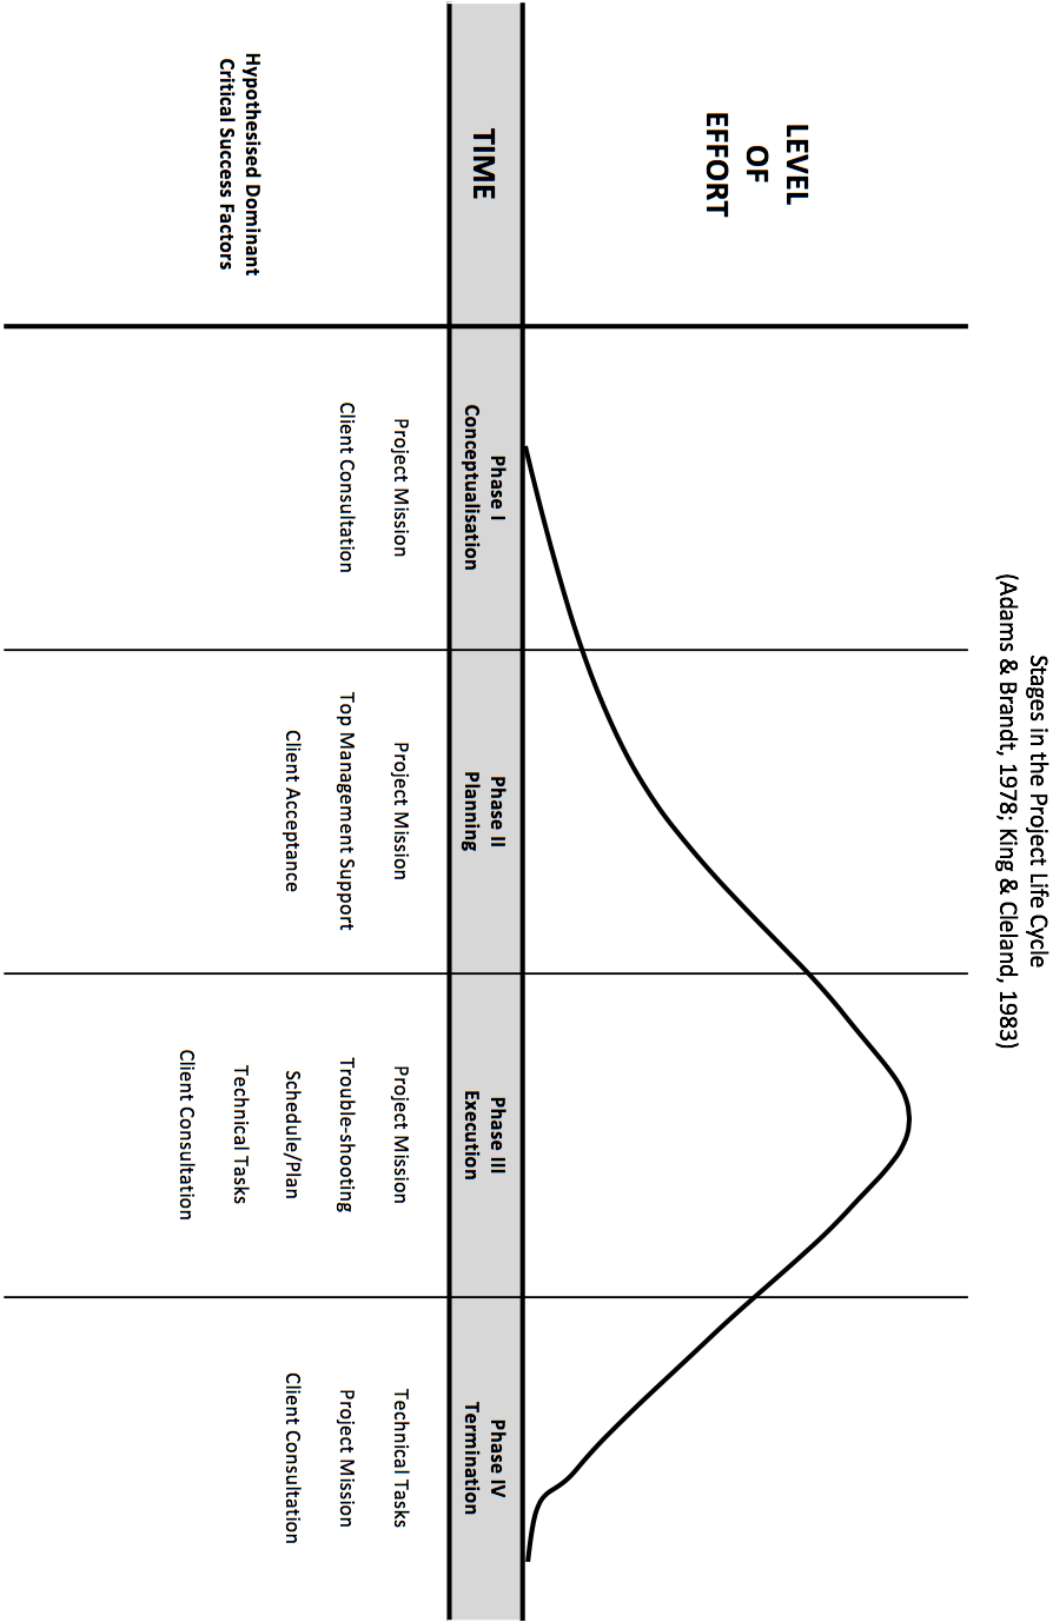 Stages in the Project Life Cycle
(Adams & Brandt, 1978; King & Cleland, 1983)
LEVEL
OF
EFFORT
TIME
Phase I
Conceptualisation
Phase II
Planning
Phase III
Execution
Phase IV
Termination
Hypothesised Dominant
Critical Success Factors
Project Mission
Client Consultation
Project Mission
Top Management Support
Client Acceptance
Project Mission
Trouble-shooting
Schedule/Plan
Technical Tasks
Client Consultation
Technical Tasks
Project Mission
Client Consultation